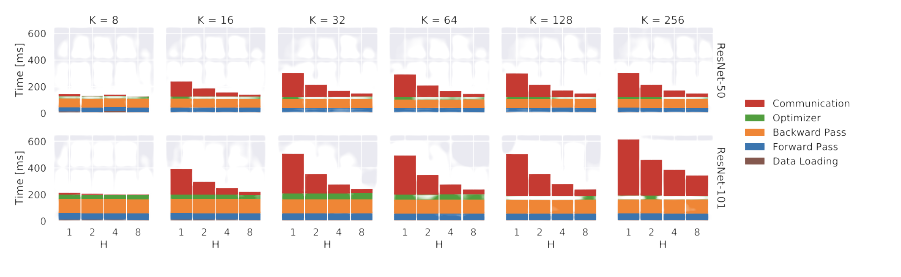 K = 8 K = 16 K = 32 K = 64 K = 128 K = 256
600
400
200
0
Time [ms]
ResNet-50
600
400
200
0
Time [ms]
ResNet-101
1 2 4 8 1 2 4 8 1 2 4 8 1 2 4 8 1 2 4 8 1 2 4 8
H H H H H H
Communication
Optimizer
Backward Pass
Forward Pass
Data Loading